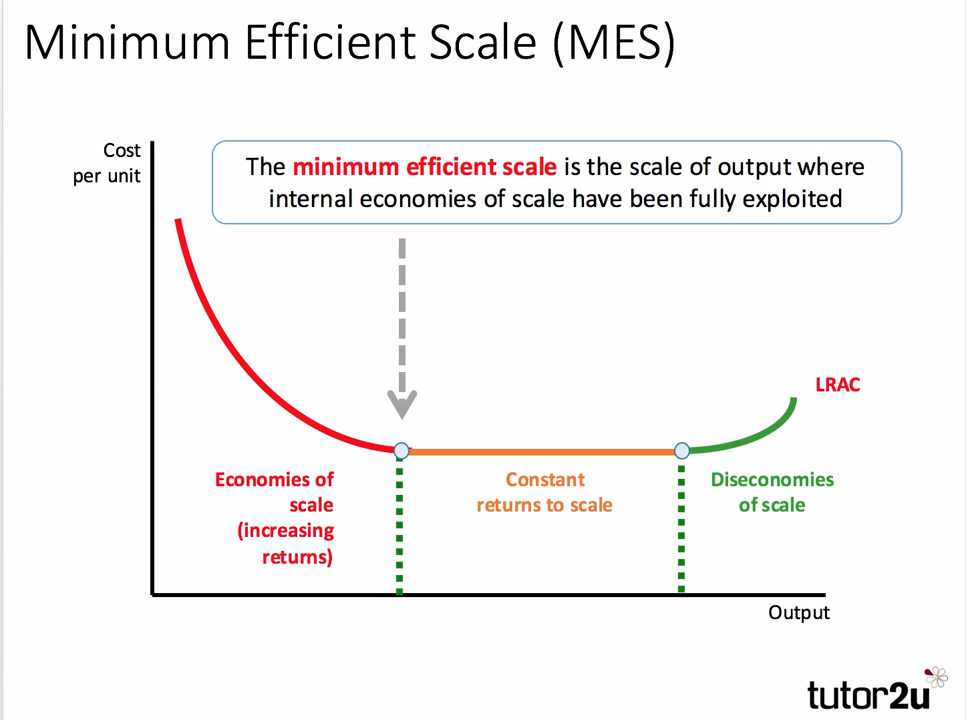 Minimum Efficient Scale (MES)
Cost
per unit
The minimum efficient scale is the scale of output where
internal economies of scale have been fully exploited
LRAC
Economies of
scale
(increasing
returns)
Constant
returns to scale
Diseconomies
of scale
Output
tutor2u